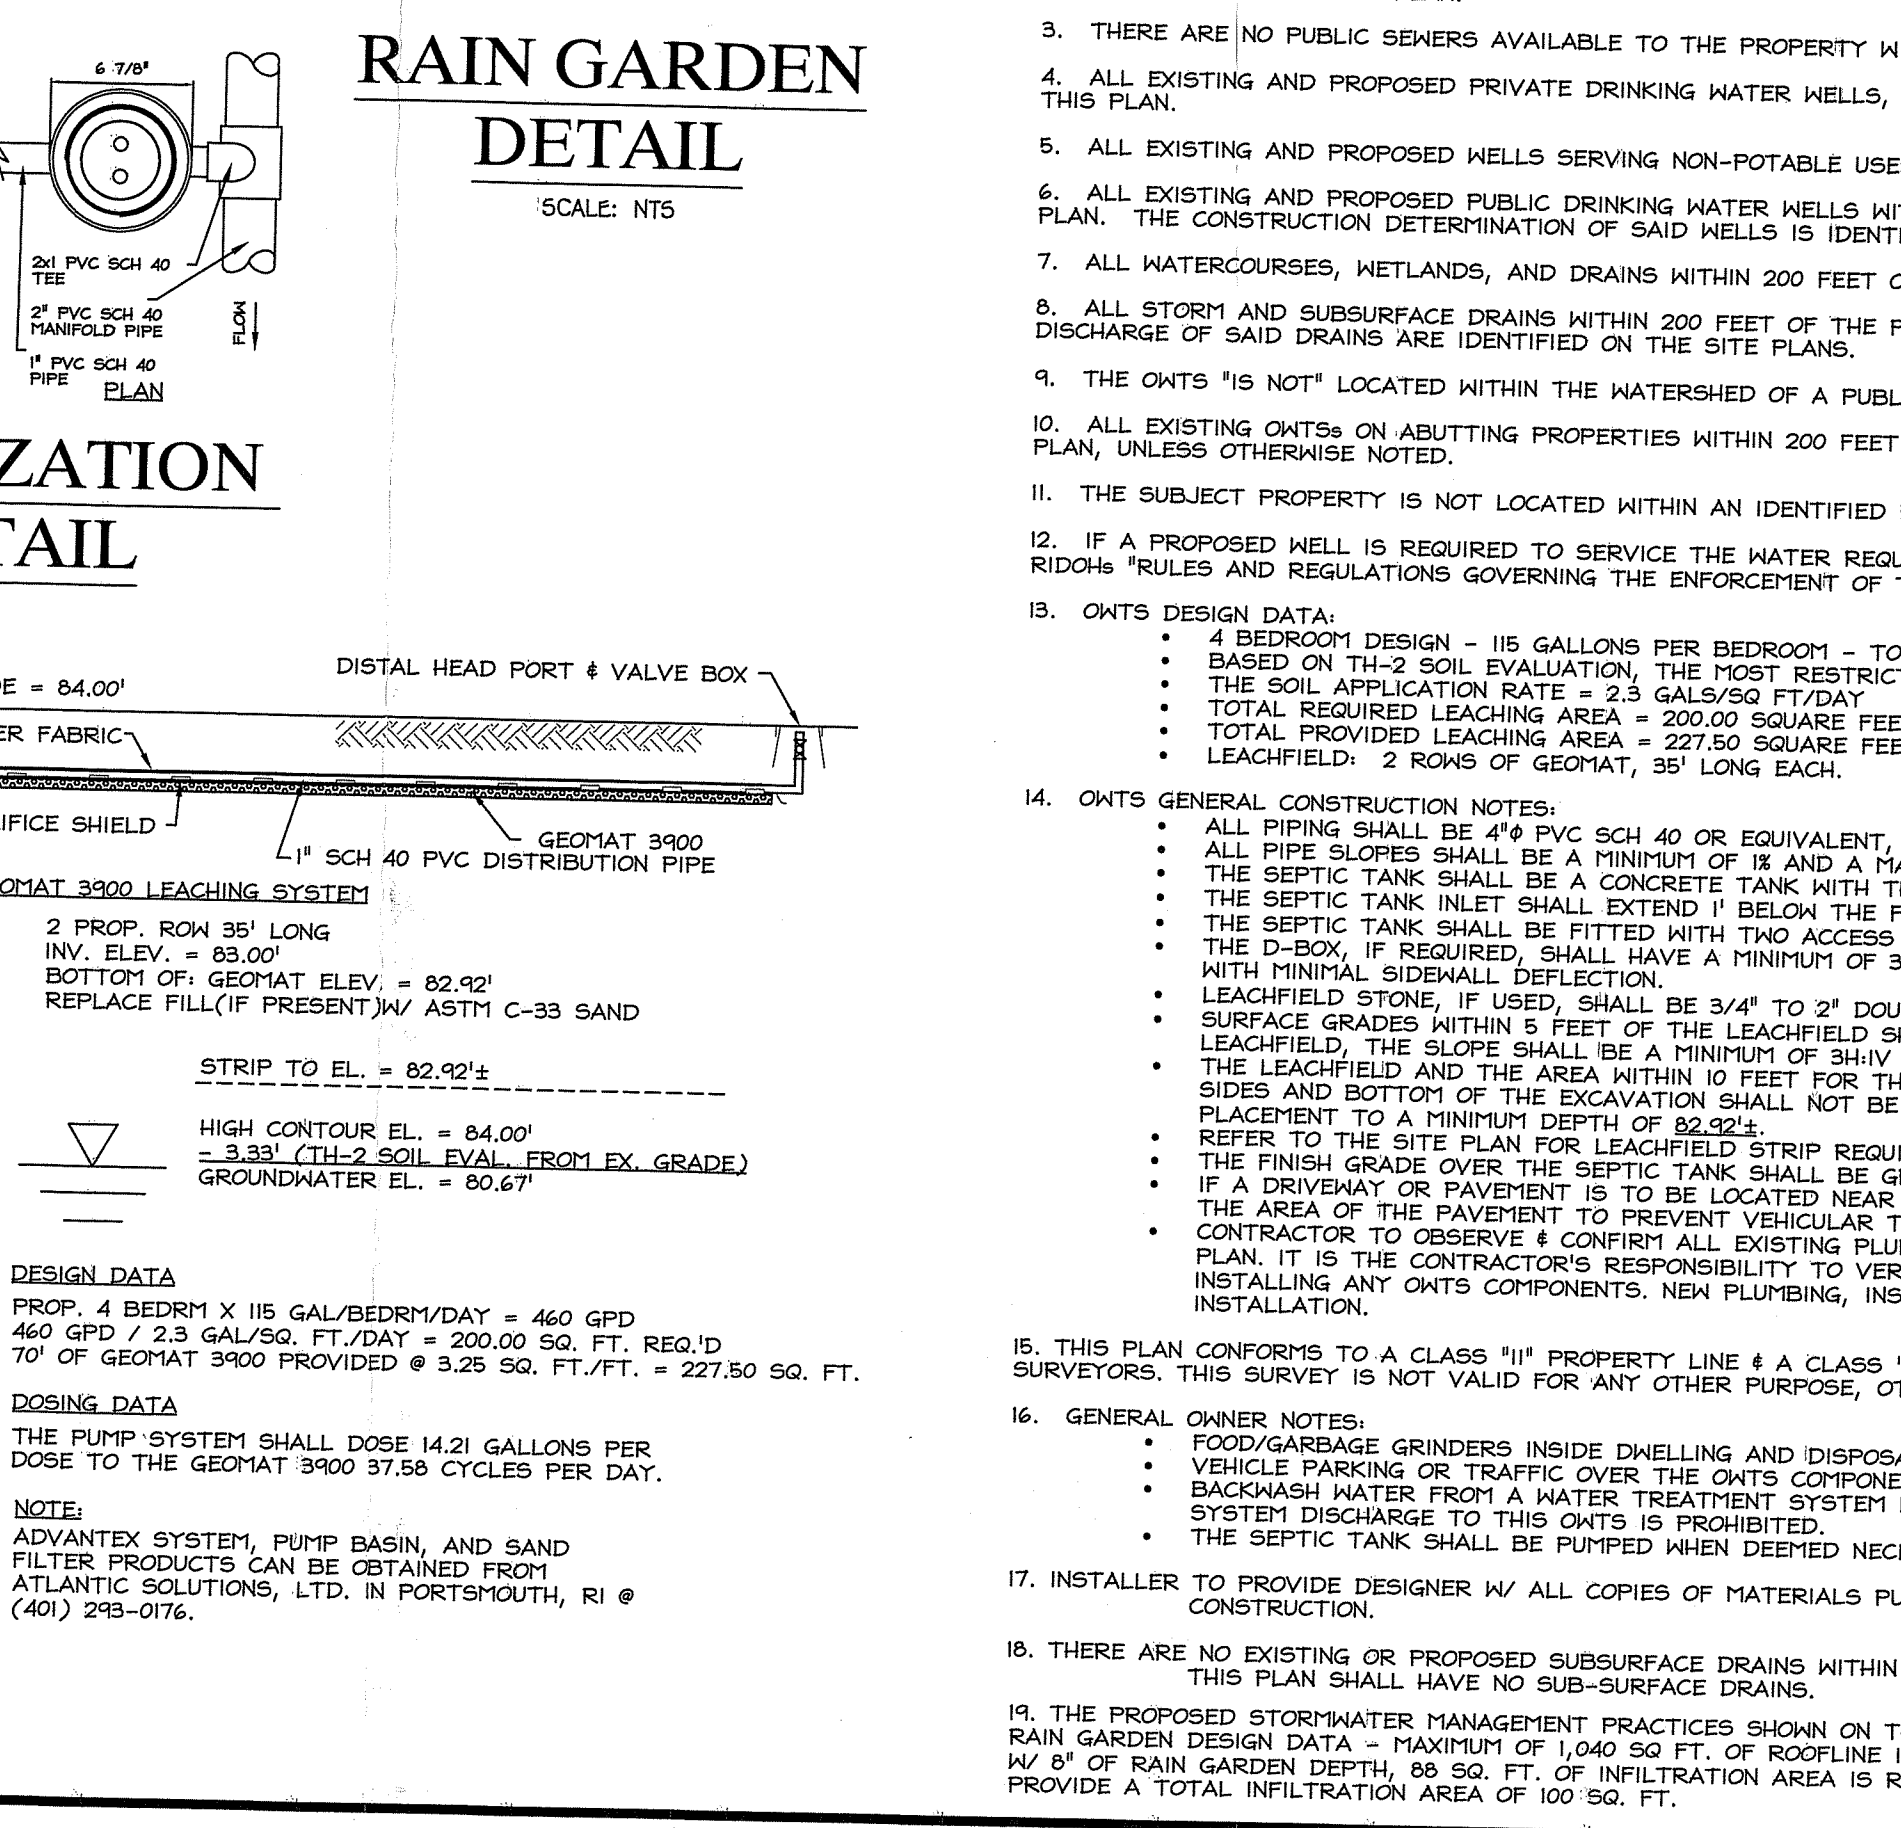 6 7/8"
RAIN GARDEN
DETAIL
SCALE: NTS
2x1 PVC SCH 40
TEE
2" PVC SCH 40
MANIFOLD PIPE
FLOW
1" PVC SCH 40
PIPE
PLAN
ZATION
TAIL
DISTAL HEAD PORT & VALVE BOX
DE = 84.00'
ER FABRIC
IFICE SHIELD
GEOMAT 3900
1" SCH 40 PVC DISTRIBUTION PIPE
OMAT 3900 LEACHING SYSTEM
2 PROP. ROW 35' LONG
INV. ELEV. = 83.00'
BOTTOM OF: GEOMAT ELEV. = 82.92'
REPLACE FILL(IF PRESENT)W/ ASTM C-33 SAND
STRIP TO EL. = 82.92'±
HIGH CONTOUR EL. = 84.00'
- 3.33' (TH-2 SOIL EVAL. FROM EX. GRADE)
GROUNDWATER EL. = 80.67'
DESIGN DATA
PROP. 4 BEDRM X 115 GAL/BEDRM/DAY = 460 GPD
460 GPD / 2.3 GAL/SQ. FT./DAY = 200.00 SQ. FT. REQ.'D
70' OF GEOMAT 3900 PROVIDED @ 3.25 SQ. FT./FT. = 227.50 SQ. FT.
DOSING DATA
THE PUMP SYSTEM SHALL DOSE 14.21 GALLONS PER
DOSE TO THE GEOMAT 3900 37.58 CYCLES PER DAY.
NOTE:
ADVANTEX SYSTEM, PUMP BASIN, AND SAND
FILTER PRODUCTS CAN BE OBTAINED FROM
ATLANTIC SOLUTIONS, LTD. IN PORTSMOUTH, RI @
(401) 293-0176.
3. THERE ARE NO PUBLIC SEWERS AVAILABLE TO THE PROPERTY W
4. ALL EXISTING AND PROPOSED PRIVATE DRINKING WATER WELLS,
THIS PLAN.
5. ALL EXISTING AND PROPOSED WELLS SERVING NON-POTABLE USE
6. ALL EXISTING AND PROPOSED PUBLIC DRINKING WATER WELLS WI
PLAN. THE CONSTRUCTION DETERMINATION OF SAID WELLS IS IDENTI
7. ALL WATERCOURSES, WETLANDS, AND DRAINS WITHIN 200 FEET O
8. ALL STORM AND SUBSURFACE DRAINS WITHIN 200 FEET OF THE P
DISCHARGE OF SAID DRAINS ARE IDENTIFIED ON THE SITE PLANS.
9. THE OWTS "IS NOT" LOCATED WITHIN THE WATERSHED OF A PUBL
10. ALL EXISTING OWTSs ON ABUTTING PROPERTIES WITHIN 200 FEET
PLAN, UNLESS OTHERWISE NOTED.
11. THE SUBJECT PROPERTY IS NOT LOCATED WITHIN AN IDENTIFIED
12. IF A PROPOSED WELL IS REQUIRED TO SERVICE THE WATER REQU
RIDOHs "RULES AND REGULATIONS GOVERNING THE ENFORCEMENT OF T
13. OWTS DESIGN DATA:
• 4 BEDROOM DESIGN - 115 GALLONS PER BEDROOM - TO
• BASED ON TH-2 SOIL EVALUATION, THE MOST RESTRICT
• THE SOIL APPLICATION RATE = 2.3 GALS/SQ FT/DAY
• TOTAL REQUIRED LEACHING AREA = 200.00 SQUARE FEE
• TOTAL PROVIDED LEACHING AREA = 227.50 SQUARE FEE
• LEACHFIELD: 2 ROWS OF GEOMAT, 35' LONG EACH.
14. OWTS GENERAL CONSTRUCTION NOTES:
• ALL PIPING SHALL BE 4"ϕ PVC SCH 40 OR EQUIVALENT,
• ALL PIPE SLOPES SHALL BE A MINIMUM OF 1% AND A MA
• THE SEPTIC TANK SHALL BE A CONCRETE TANK WITH T
• THE SEPTIC TANK INLET SHALL EXTEND 1' BELOW THE F
• THE SEPTIC TANK SHALL BE FITTED WITH TWO ACCESS
• THE D-BOX, IF REQUIRED, SHALL HAVE A MINIMUM OF 3
WITH MINIMAL SIDEWALL DEFLECTION.
• LEACHFIELD STONE, IF USED, SHALL BE 3/4" TO 2" DOU
• SURFACE GRADES WITHIN 5 FEET OF THE LEACHFIELD SH
LEACHFIELD, THE SLOPE SHALL BE A MINIMUM OF 3H:1V
• THE LEACHFIELD AND THE AREA WITHIN 10 FEET FOR TH
SIDES AND BOTTOM OF THE EXCAVATION SHALL NOT BE
PLACEMENT TO A MINIMUM DEPTH OF 82.92'±.
• REFER TO THE SITE PLAN FOR LEACHFIELD STRIP REQUI
• THE FINISH GRADE OVER THE SEPTIC TANK SHALL BE G
• IF A DRIVEWAY OR PAVEMENT IS TO BE LOCATED NEAR
THE AREA OF THE PAVEMENT TO PREVENT VEHICULAR T
• CONTRACTOR TO OBSERVE & CONFIRM ALL EXISTING PLU
PLAN. IT IS THE CONTRACTOR'S RESPONSIBILITY TO VER
INSTALLING ANY OWTS COMPONENTS. NEW PLUMBING, INS
INSTALLATION.
15. THIS PLAN CONFORMS TO A CLASS "II" PROPERTY LINE & A CLASS "
SURVEYORS. THIS SURVEY IS NOT VALID FOR ANY OTHER PURPOSE, OT
16. GENERAL OWNER NOTES:
• FOOD/GARBAGE GRINDERS INSIDE DWELLING AND DISPOSA
• VEHICLE PARKING OR TRAFFIC OVER THE OWTS COMPONE
• BACKWASH WATER FROM A WATER TREATMENT SYSTEM
SYSTEM DISCHARGE TO THIS OWTS IS PROHIBITED.
• THE SEPTIC TANK SHALL BE PUMPED WHEN DEEMED NEC
17. INSTALLER TO PROVIDE DESIGNER W/ ALL COPIES OF MATERIALS PU
CONSTRUCTION.
18. THERE ARE NO EXISTING OR PROPOSED SUBSURFACE DRAINS WITHIN
THIS PLAN SHALL HAVE NO SUB-SURFACE DRAINS.
19. THE PROPOSED STORMWATER MANAGEMENT PRACTICES SHOWN ON T
RAIN GARDEN DESIGN DATA - MAXIMUM OF 1,040 SQ FT. OF ROOFLINE I
W/ 8" OF RAIN GARDEN DEPTH, 88 SQ. FT. OF INFILTRATION AREA IS R
PROVIDE A TOTAL INFILTRATION AREA OF 100 SQ. FT.